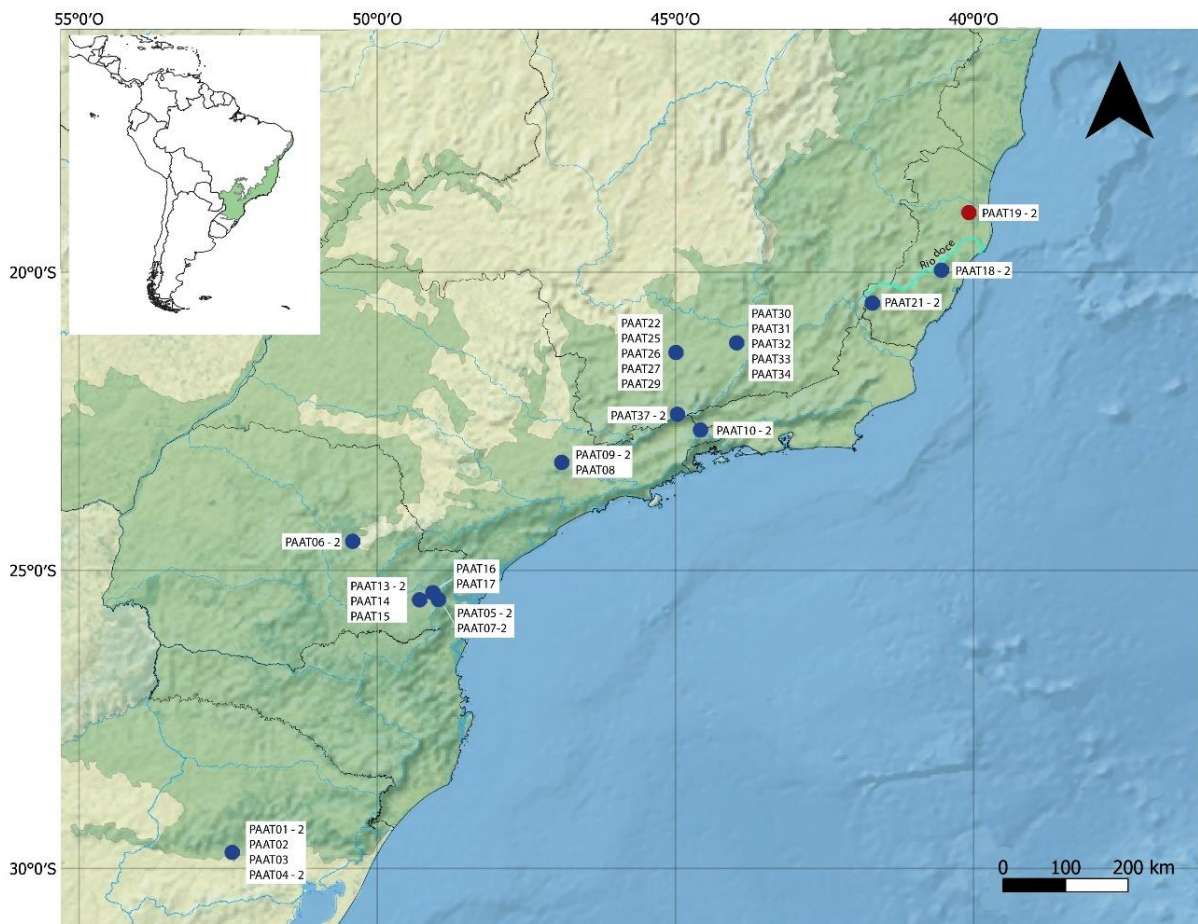 55°0'O
50°0'O
45°0'O
40°0'O
PAAT19 - 2
Rio doce
20°0'S
PAAT18 - 2
PAAT21 - 2
PAAT22
PAAT25
PAAT26
PAAT27
PAAT29
PAAT30
PAAT31
PAAT32
PAAT33
PAAT34
PAAT37 - 2
PAAT10 - 2
PAAT09 - 2
PAAT08
PAAT06 - 2
25°0'S
PAAT16
PAAT17
PAAT13 - 2
PAAT14
PAAT15
PAAT05 - 2
PAAT07-2
PAAT01 - 2
PAAT02
PAAT03
PAAT04 - 2
30°0'S
0 100 200 km